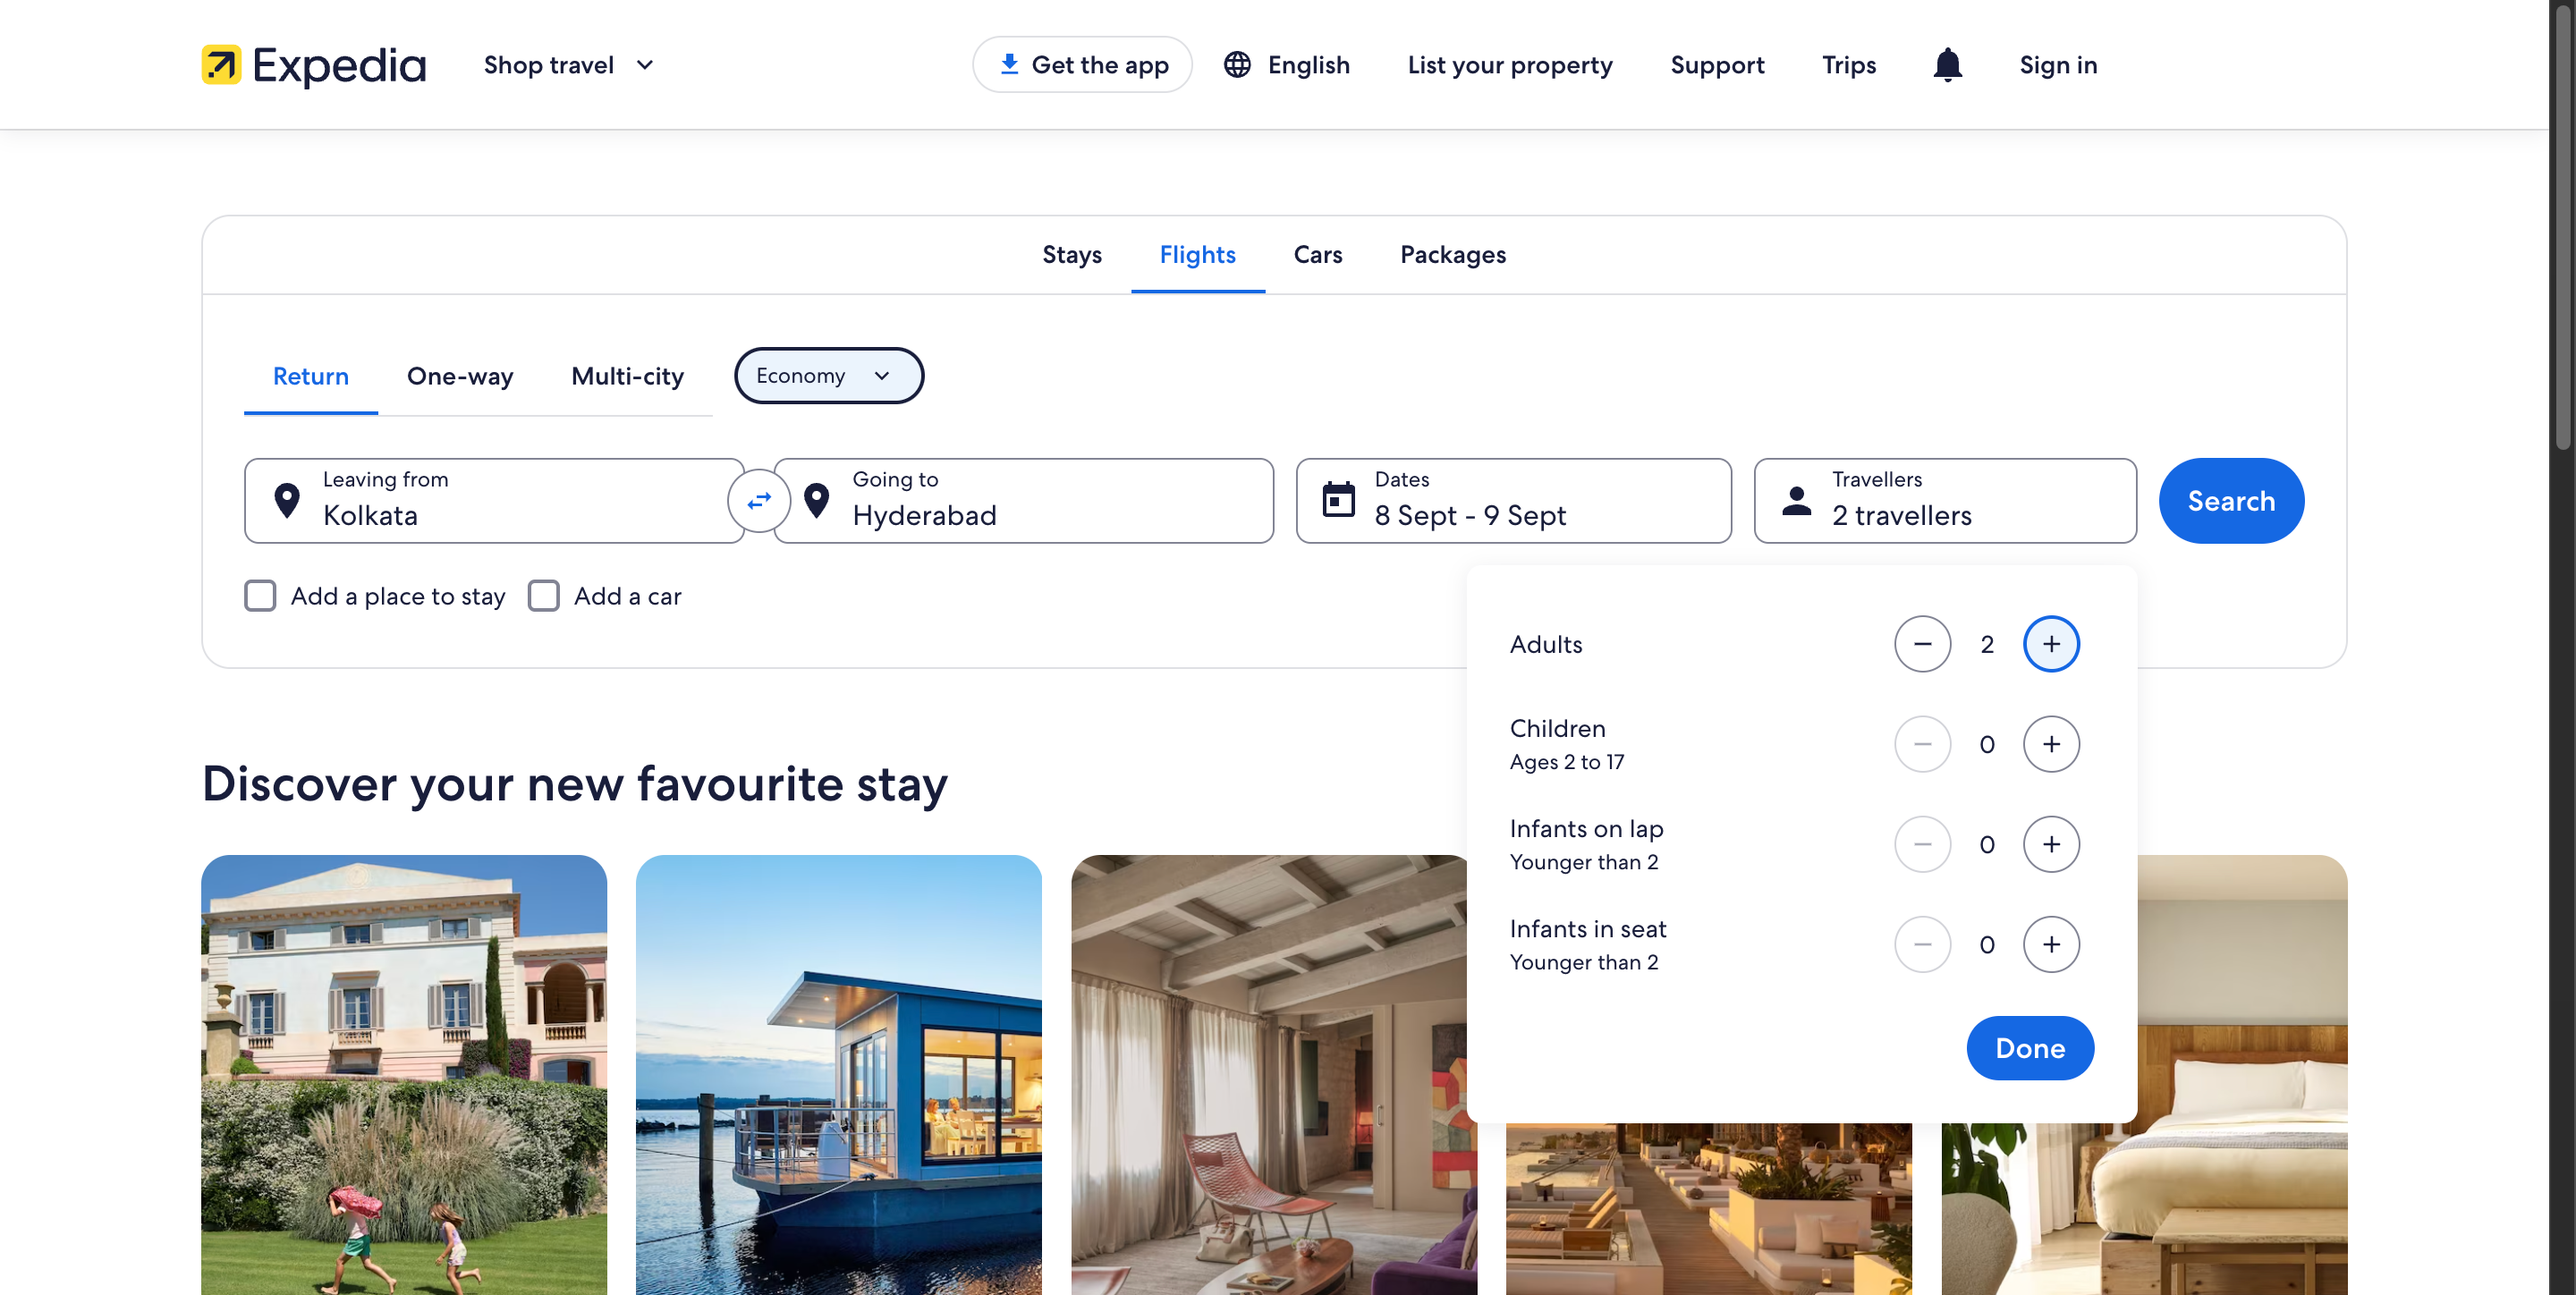 Expedia
Shop travel
Get the app
English
List your property
Support
Trips
Sign in
Stays
Flights
Cars
Packages
Return
One-way
Multi-city
Economy
Leaving from
Kolkata
Going to
Hyderabad
Dates
8 Sept - 9 Sept
Travellers
2 travellers
Search
Add a place to stay
Add a car
Adults
2
Children
Ages 2 to 17
0
Infants on lap
Younger than 2
0
Infants in seat
Younger than 2
0
Done
Discover your new favourite stay